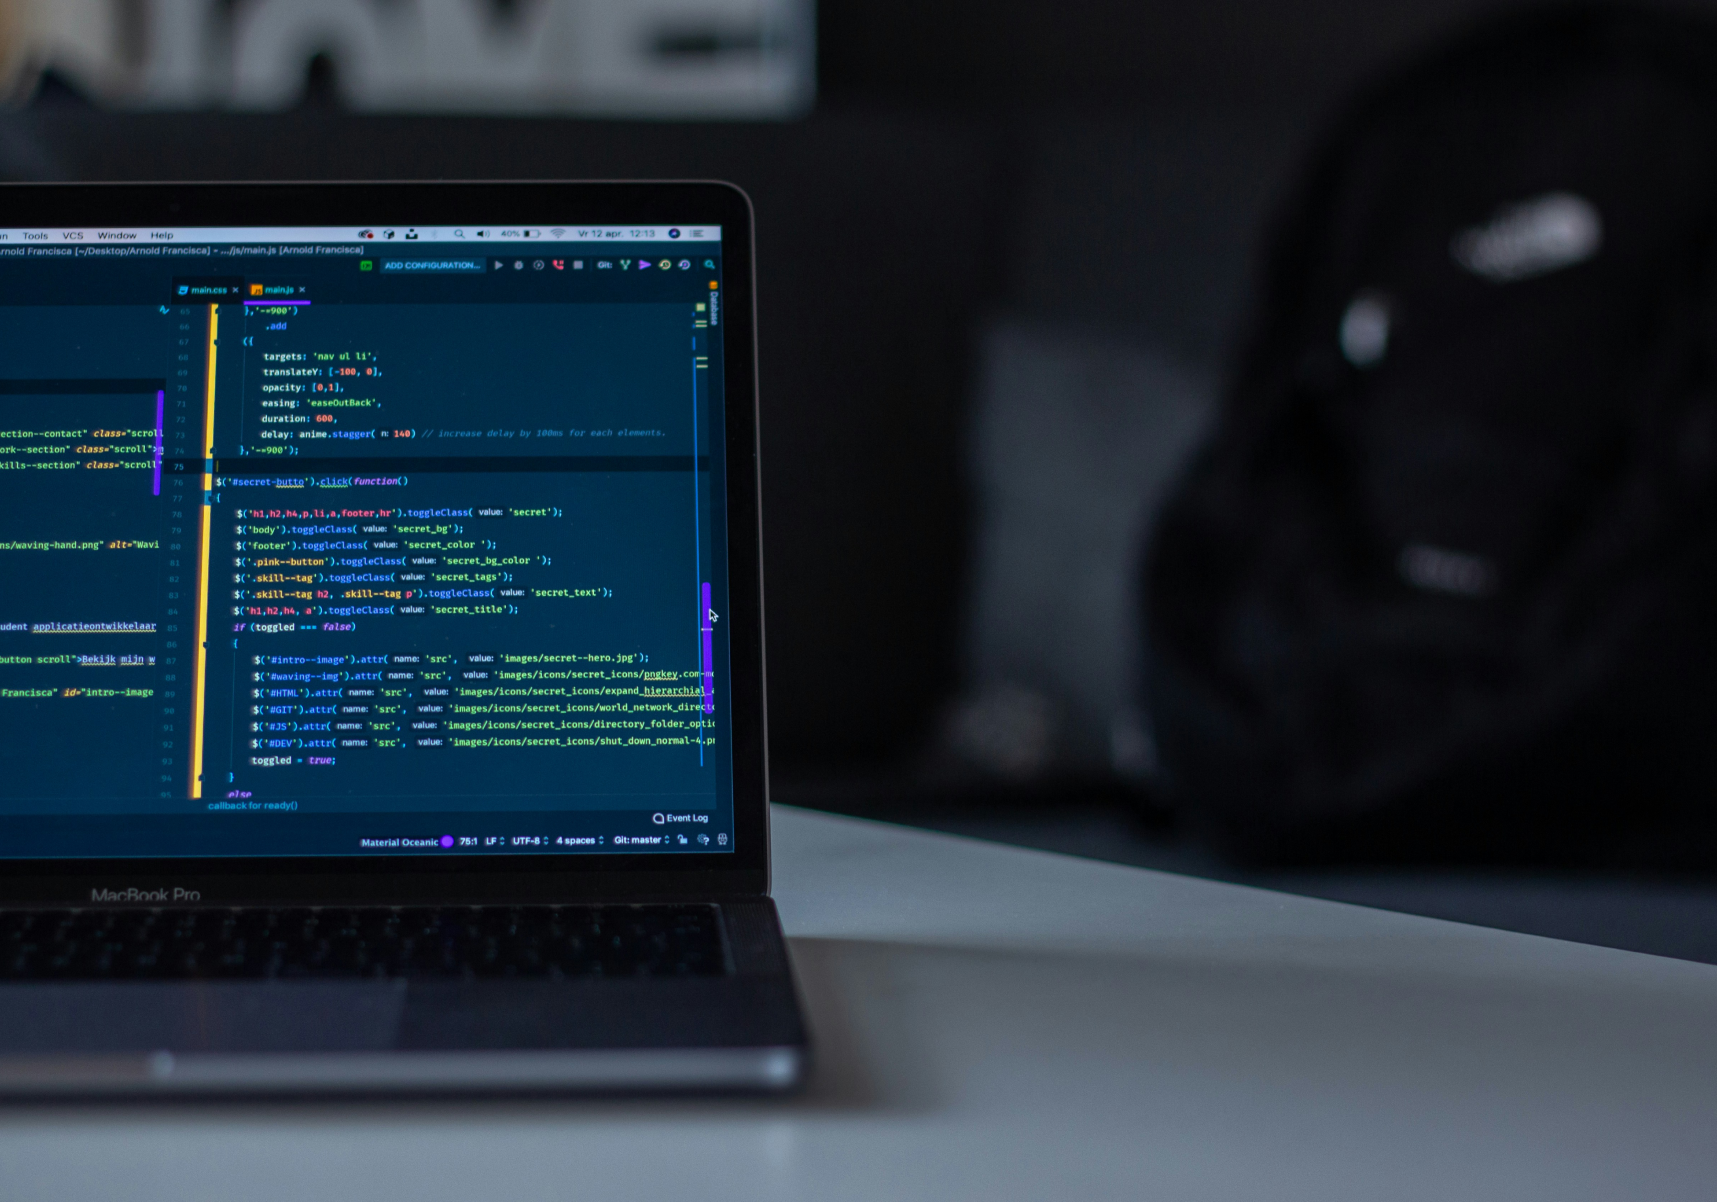 Tools VCS Window Help 40% Vr 12 apr. 12:13
Arnold Francisca [~/Desktop/Arnold Francisca] – .../js/main.js [Arnold Francisca]
ADD CONFIGURATION... Git:
main.css main.js
Database
65 },'-=900')
66 .add
67 ({
68 targets: 'nav ul li',
69 translateY: [-100, 0],
70 opacity: [0,1],
71 easing: 'easeOutBack',
72 duration: 600,
73 delay: anime.stagger( n: 140) // increase delay by 100ms for each elements.
74 },'-=900');
75
76 $('#secret-butto').click(function()
77 {
78 $('h1,h2,h4,p,li,a,footer,hr').toggleClass( value: 'secret');
79 $('body').toggleClass( value: 'secret_bg');
80 $('footer').toggleClass( value: 'secret_color ');
81 $('.pink--button').toggleClass( value: 'secret_bg_color ');
82 $('.skill--tag').toggleClass( value: 'secret_tags');
83 $('.skill--tag h2, .skill--tag p').toggleClass( value: 'secret_text');
84 $('h1,h2,h4, a').toggleClass( value: 'secret_title');
85 if (toggled === false)
86 {
87 $('#intro--image').attr( name: 'src', value: 'images/secret--hero.jpg');
88 $('#waving--img').attr( name: 'src', value: 'images/icons/secret_icons/pngkey.com-
89 $('#HTML').attr( name: 'src', value: 'images/icons/secret_icons/expand_hierarchial_
90 $('#GIT').attr( name: 'src', value: 'images/icons/secret_icons/world_network_direct
91 $('#JS').attr( name: 'src', value: 'images/icons/secret_icons/directory_folder_optio
92 $('#DEV').attr( name: 'src', value: 'images/icons/secret_icons/shut_down_normal-4.pn
93 toggled = true;
94 }
95 else
callback for ready()
ection--contact" class="scroll
ork--section" class="scroll">
kills--section" class="scroll"
ns/waving-hand.png" alt="Wavi
udent applicatieontwikkelaar
button scroll">Bekijk mijn w
Francisca" id="intro--image
Event Log
Material Oceanic 75:1 LF UTF-8 4 spaces Git: master
MacBook Pro